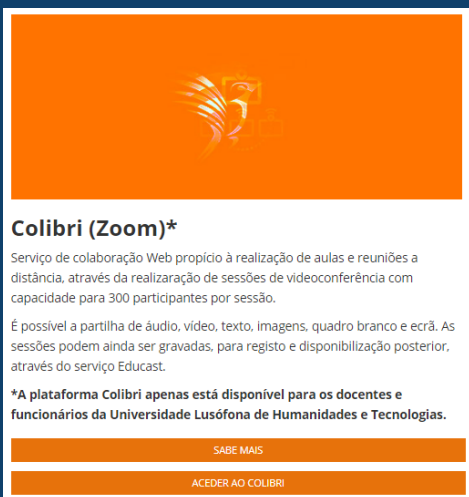 Colibri (Zoom)*
Serviço de colaboração Web propício à realização de aulas e reuniões a
distância, através da realizaração de sessões de videoconferência com
capacidade para 300 participantes por sessão.
É possível a partilha de áudio, vídeo, texto, imagens, quadro branco e ecrã. As
sessões podem ainda ser gravadas, para registo e disponibilização posterior,
através do serviço Educast.
*A plataforma Colibri apenas está disponível para os docentes e
funcionários da Universidade Lusófona de Humanidades e Tecnologias.
SABE MAIS
ACEDER AO COLIBRI